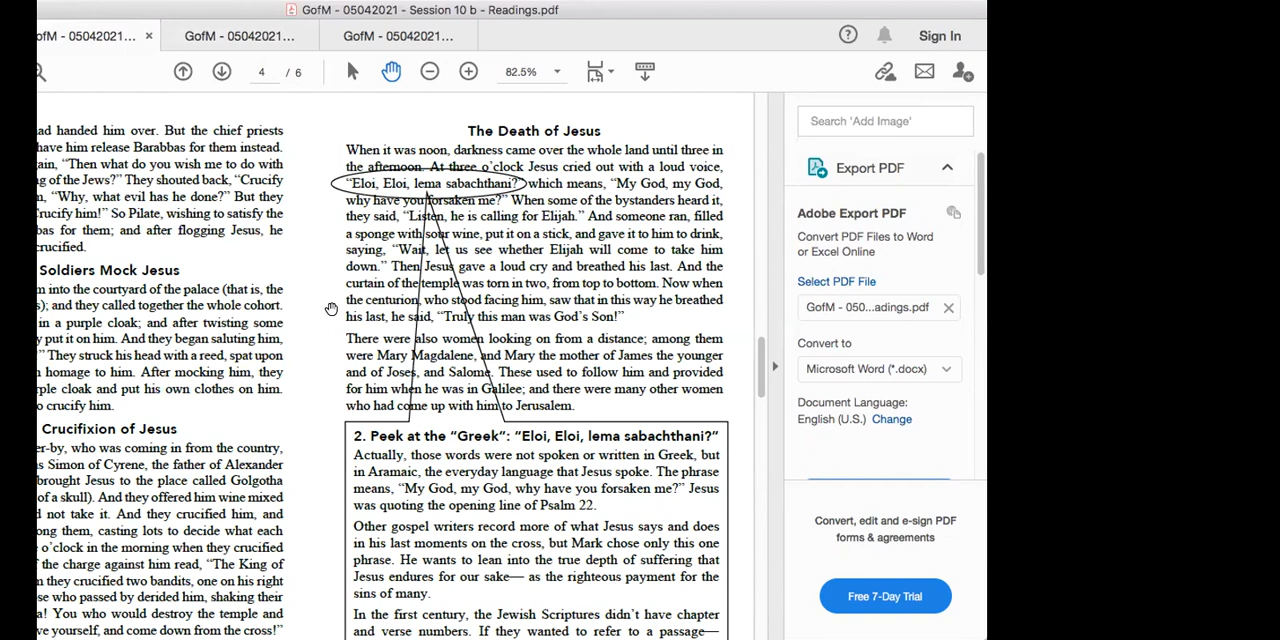 GofM - 05042021 - Session 10 b - Readings.pdf
ofM - 05042021...
GofM - 05042021...
GofM - 05042021...
Sign In
4 / 6
82.5%
ad handed him over. But the chief priests
have him release Barabbas for them instead.
ain, “Then what do you wish me to do with
g of the Jews?” They shouted back, “Crucify
m, “Why, what evil has he done?” But they
Crucify him!” So Pilate, wishing to satisfy the
bas for them; and after flogging Jesus, he
crucified.
Soldiers Mock Jesus
m into the courtyard of the palace (that is, the
s); and they called together the whole cohort.
in a purple cloak; and after twisting some
y put it on him. And they began saluting him,
” They struck his head with a reed, spat upon
n homage to him. After mocking him, they
rple cloak and put his own clothes on him.
o crucify him.
Crucifixion of Jesus
er-by, who was coming in from the country,
as Simon of Cyrene, the father of Alexander
brought Jesus to the place called Golgotha
of a skull). And they offered him wine mixed
d not take it. And they crucified him, and
ong them, casting lots to decide what each
e o’clock in the morning when they crucified
f the charge against him read, “The King of
m they crucified two bandits, one on his right
ose who passed by derided him, shaking their
a! You who would destroy the temple and
ve yourself, and come down from the cross!”
The Death of Jesus
When it was noon, darkness came over the whole land until three in
the afternoon. At three o’clock Jesus cried out with a loud voice,
“Eloi, Eloi, lema sabachthani?” which means, “My God, my God,
why have you forsaken me?” When some of the bystanders heard it,
they said, “Listen, he is calling for Elijah.” And someone ran, filled
a sponge with sour wine, put it on a stick, and gave it to him to drink,
saying, “Wait, let us see whether Elijah will come to take him
down.” Then Jesus gave a loud cry and breathed his last. And the
curtain of the temple was torn in two, from top to bottom. Now when
the centurion, who stood facing him, saw that in this way he breathed
his last, he said, “Truly this man was God’s Son!”
There were also women looking on from a distance; among them
were Mary Magdalene, and Mary the mother of James the younger
and of Joses, and Salome. These used to follow him and provided
for him when he was in Galilee; and there were many other women
who had come up with him to Jerusalem.
2. Peek at the “Greek”: “Eloi, Eloi, lema sabachthani?”
Actually, those words were not spoken or written in Greek, but
in Aramaic, the everyday language that Jesus spoke. The phrase
means, “My God, my God, why have you forsaken me?” Jesus
was quoting the opening line of Psalm 22.
Other gospel writers record more of what Jesus says and does
in his last moments on the cross, but Mark chose only this one
phrase. He wants to lean into the true depth of suffering that
Jesus endures for our sake— as the righteous payment for the
sins of many.
In the first century, the Jewish Scriptures didn’t have chapter
and verse numbers. If they wanted to refer to a passage—
Search 'Add Image'
Export PDF
Adobe Export PDF
Convert PDF Files to Word
or Excel Online
Select PDF File
GofM - 050...adings.pdf
Convert to
Microsoft Word (*.docx)
Document Language:
English (U.S.) Change
Convert, edit and e-sign PDF
forms & agreements
Free 7-Day Trial